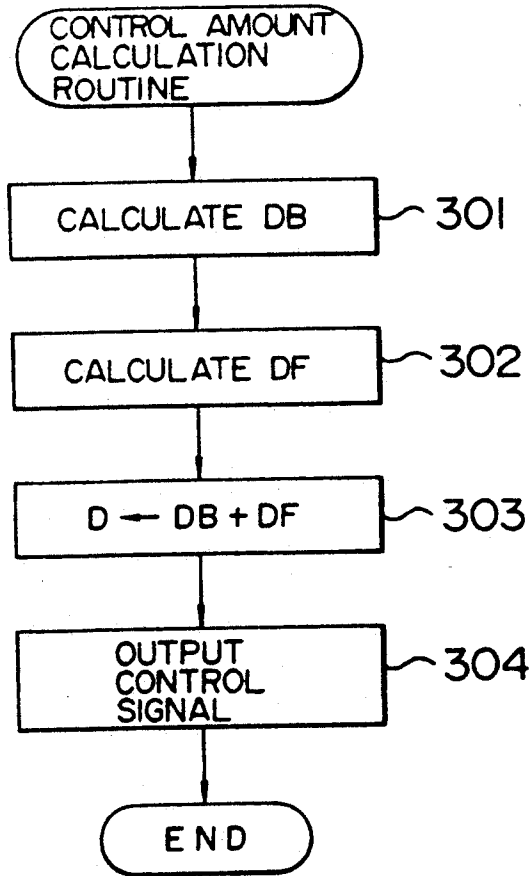 CONTROL AMOUNT
CALCULATION
ROUTINE
CALCULATE DB
301
CALCULATE DF
302
D ← DB + DF
303
OUTPUT
CONTROL
SIGNAL
304
END